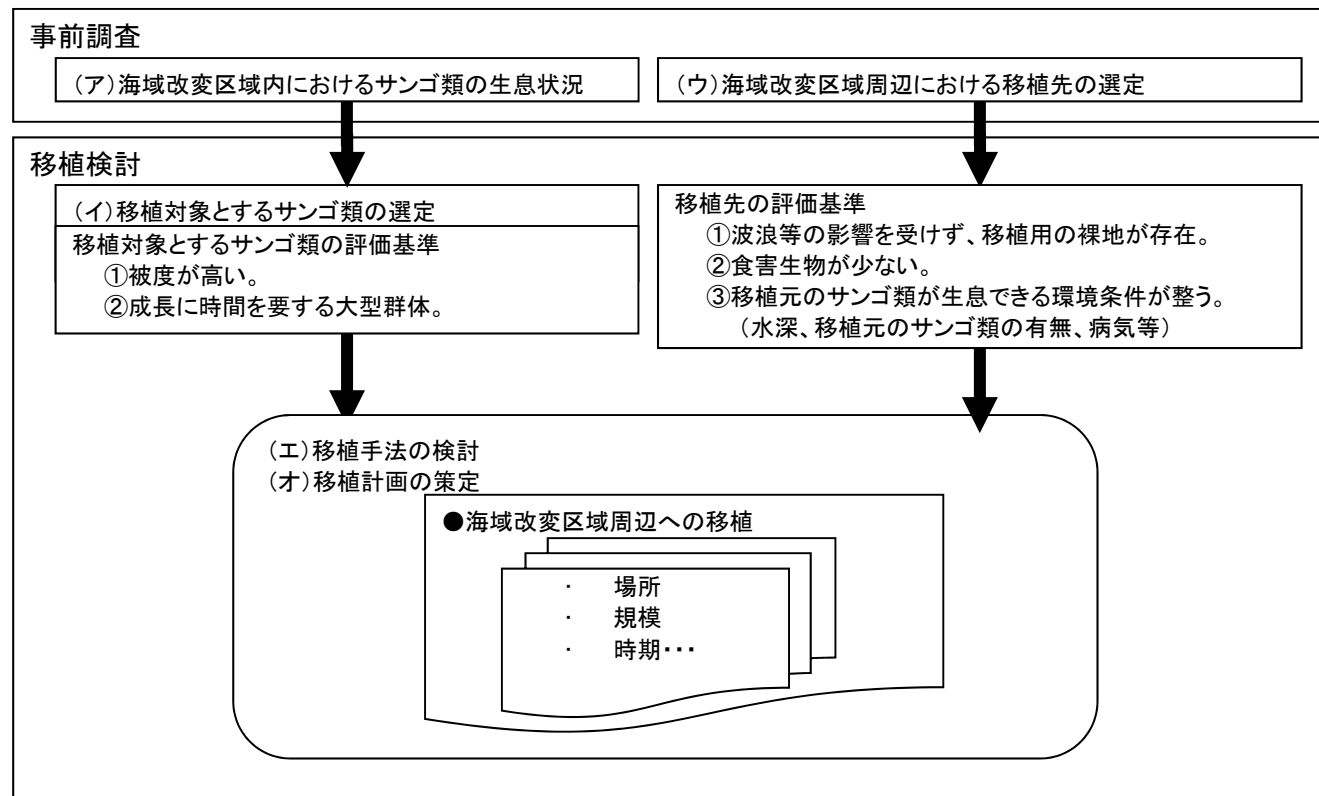 事前調査
(ア)海域改変区域内におけるサンゴ類の生息状況
(ウ)海域改変区域周辺における移植先の選定
移植検討
(イ)移植対象とするサンゴ類の選定
移植対象とするサンゴ類の評価基準
①被度が高い。
②成長に時間を要する大型群体。
移植先の評価基準
①波浪等の影響を受けず、移植用の裸地が存在。
②食害生物が少ない。
③移植元のサンゴ類が生息できる環境条件が整う。
(水深、移植元のサンゴ類の有無、病気等)
(エ)移植手法の検討
(オ)移植計画の策定
●海域改変区域周辺への移植
・ 場所
・ 規模
・ 時期・・・